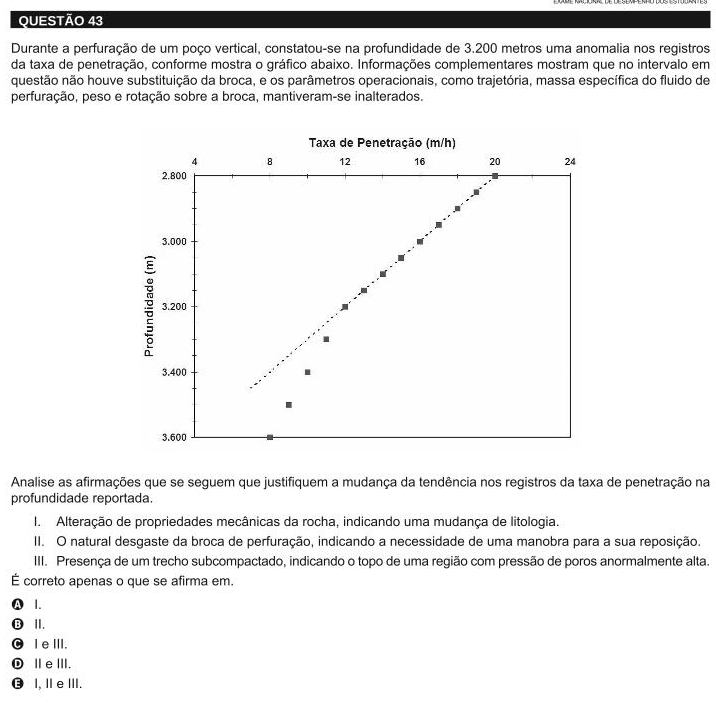 EXAME NACIONAL DE DESEMPENHO DOS ESTUDANTES
QUESTÃO 43
Durante a perfuração de um poço vertical, constatou-se na profundidade de 3.200 metros uma anomalia nos registros
da taxa de penetração, conforme mostra o gráfico abaixo. Informações complementares mostram que no intervalo em
questão não houve substituição da broca, e os parâmetros operacionais, como trajetória, massa específica do fluido de
perfuração, peso e rotação sobre a broca, mantiveram-se inalterados.
Taxa de Penetração (m/h)
4 8 12 16 20 24
2.800
3.000
3.200
3.400
3.600
Profundidade (m)
Analise as afirmações que se seguem que justifiquem a mudança da tendência nos registros da taxa de penetração na
profundidade reportada.
I. Alteração de propriedades mecânicas da rocha, indicando uma mudança de litologia.
II. O natural desgaste da broca de perfuração, indicando a necessidade de uma manobra para a sua reposição.
III. Presença de um trecho subcompactado, indicando o topo de uma região com pressão de poros anormalmente alta.
É correto apenas o que se afirma em.
A I.
B II.
C I e III.
D II e III.
E I, II e III.